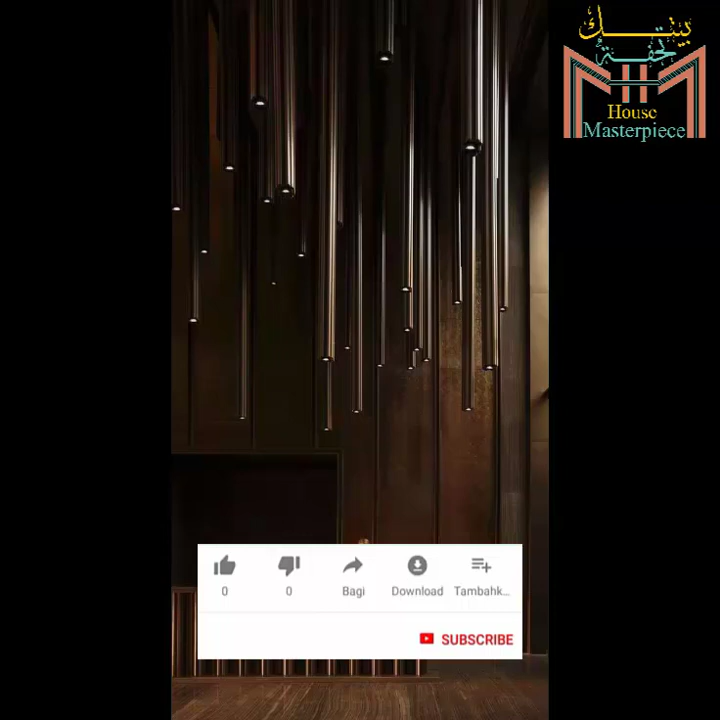 بيتك
تحفة
House
Masterpiece
0
0
Bagi
Download
Tambahk...
SUBSCRIBE